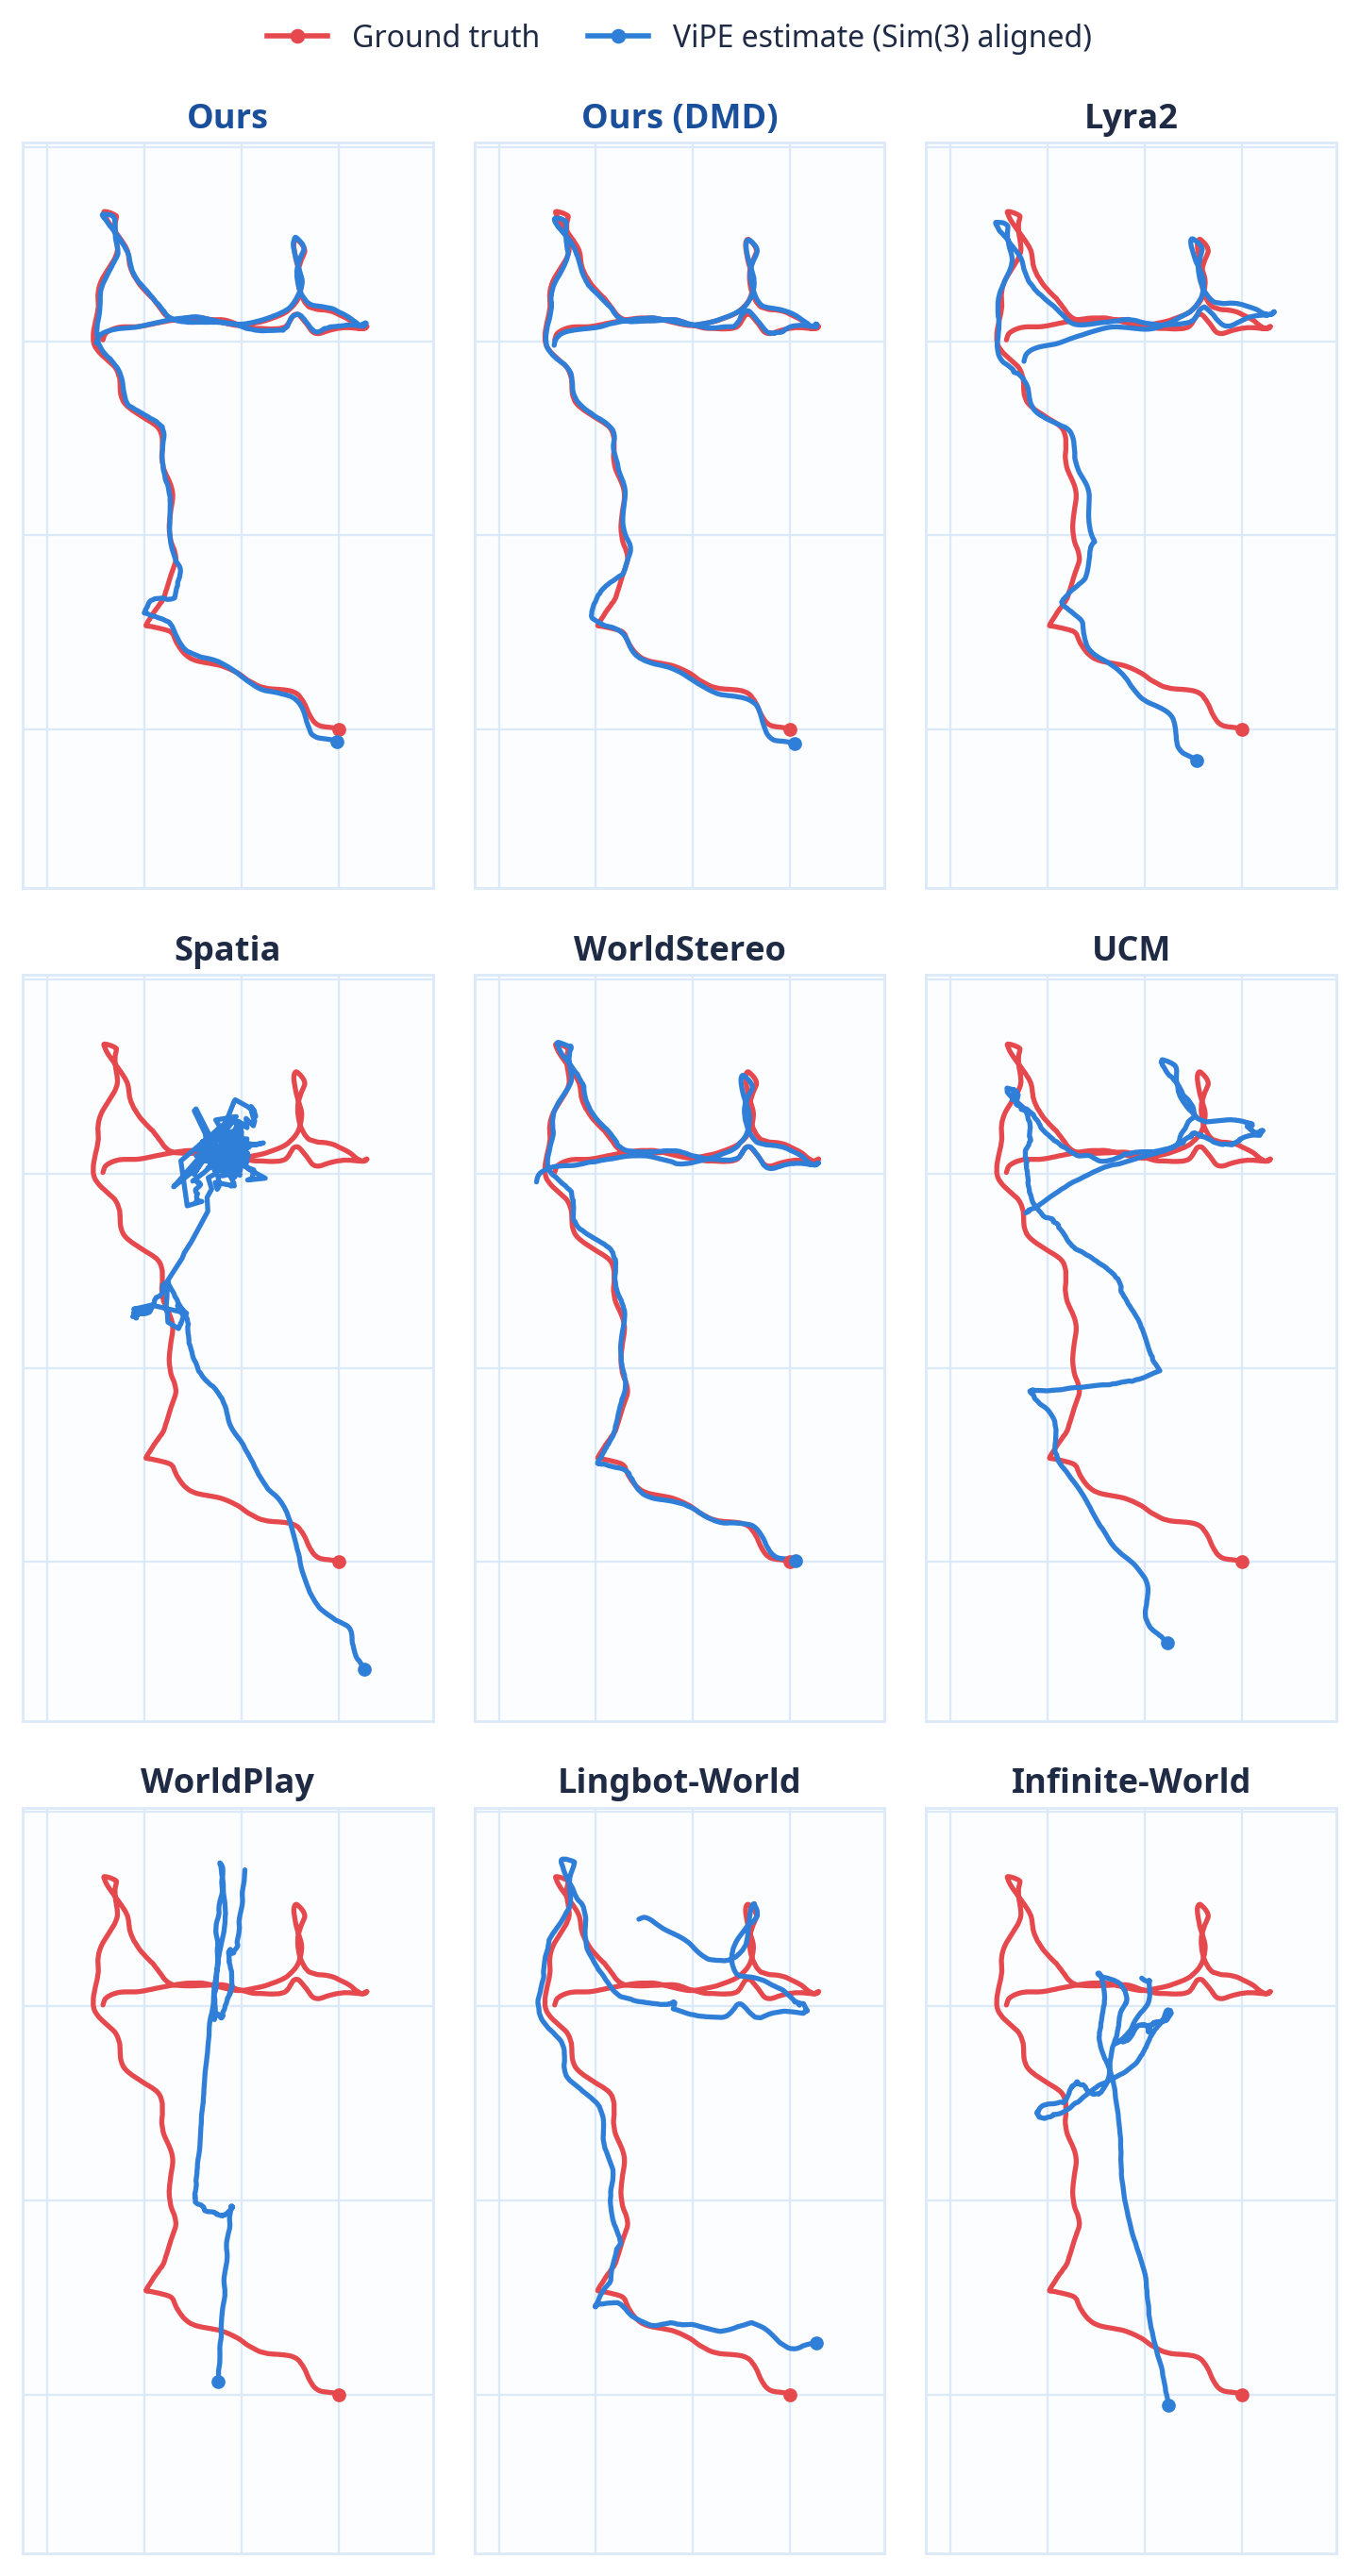 Ground truth
ViPE estimate (Sim(3) aligned)
Ours
Ours (DMD)
Lyra2
Spatia
WorldStereo
UCM
WorldPlay
Lingbot-World
Infinite-World